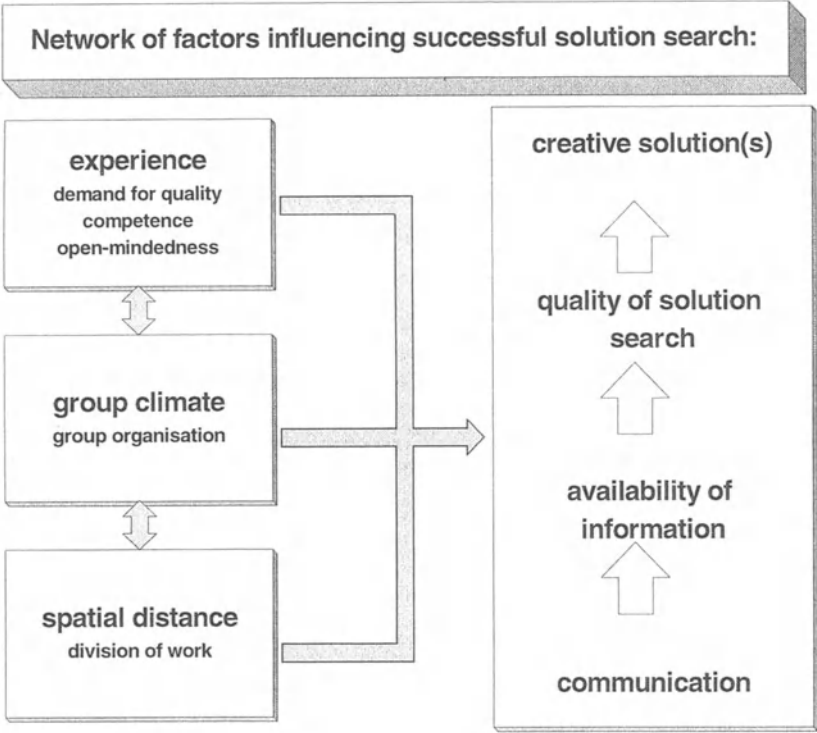 Network of factors influencing successful solution search:
experience
demand for quality
competence
open-mindedness
group climate
group organisation
spatial distance
division of work
creative solution(s)
quality of solution
search
availability of
information
communication